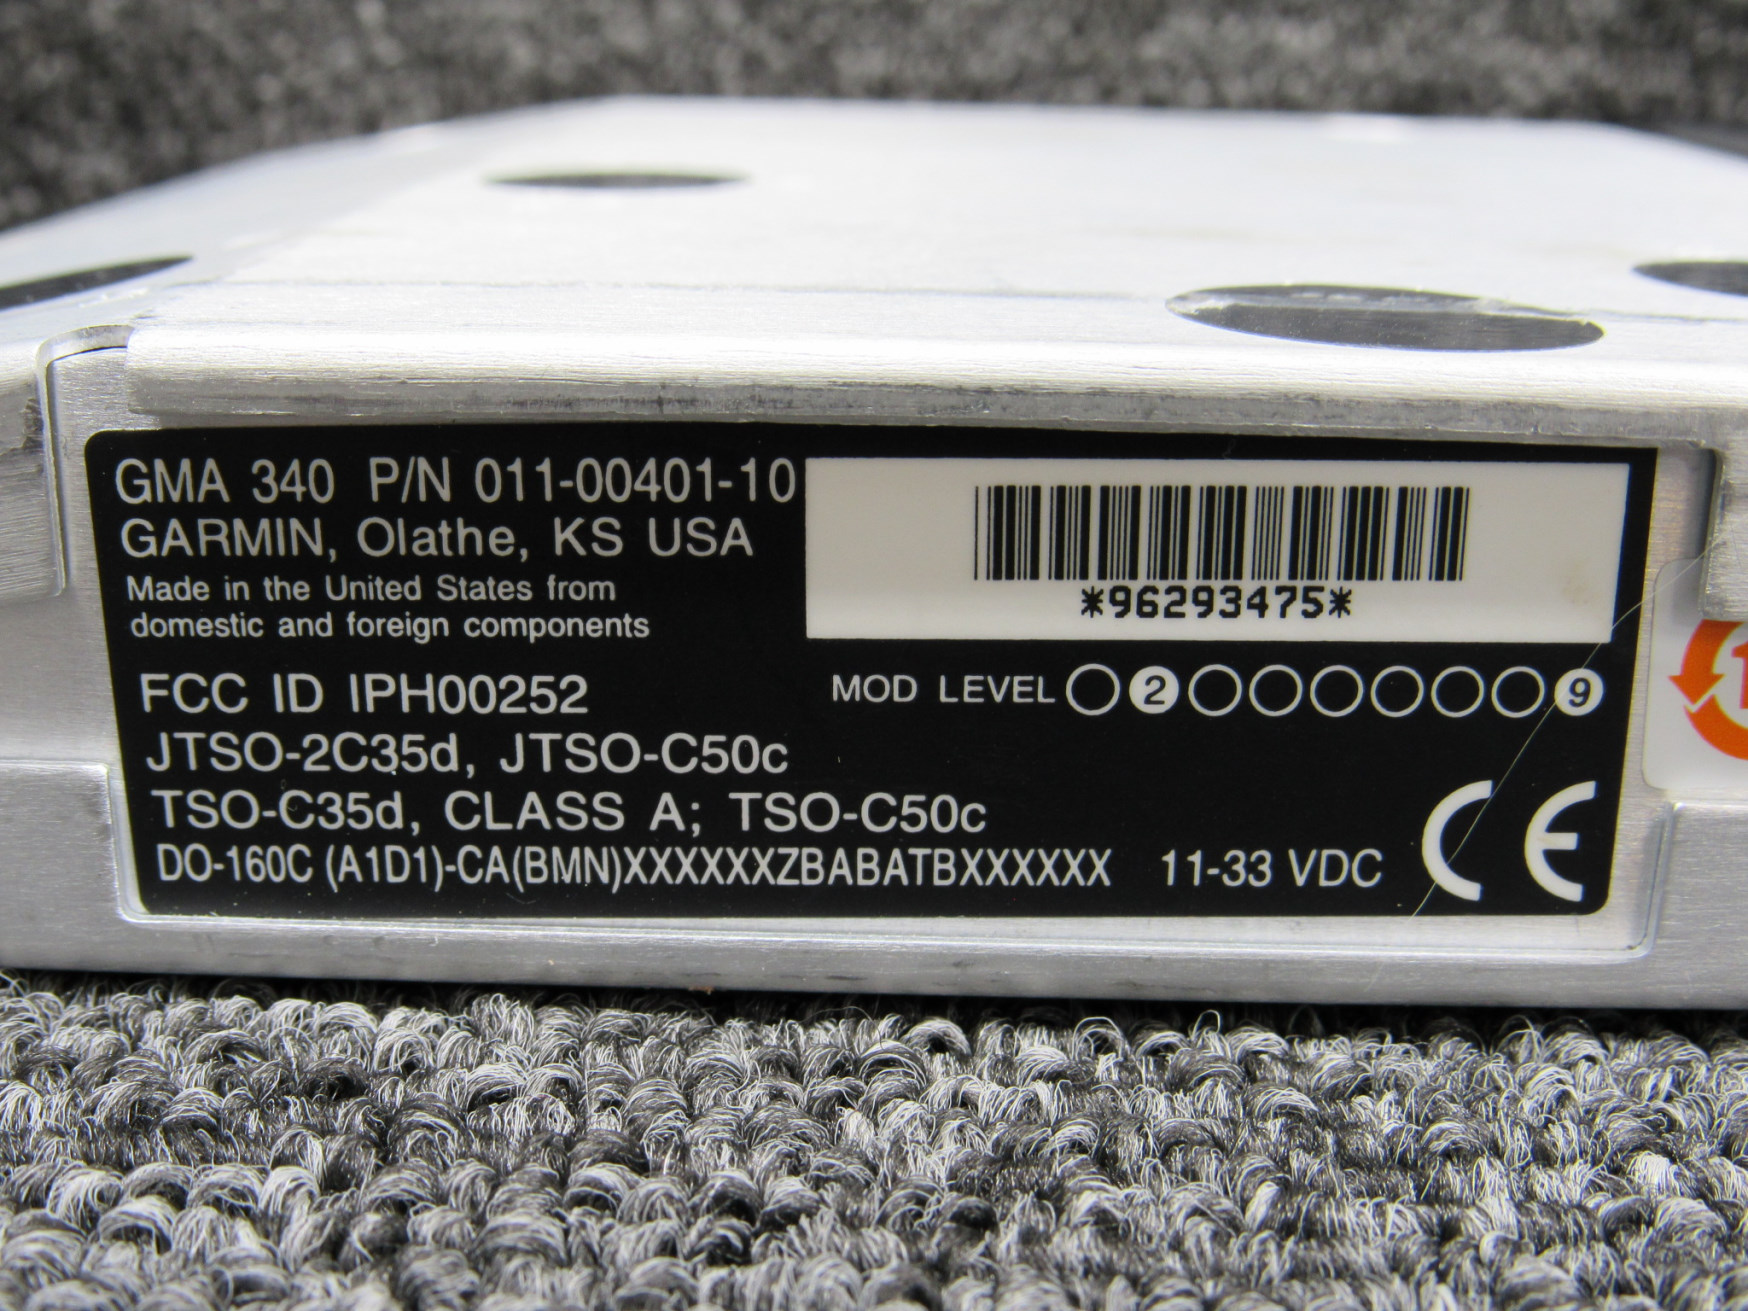 GMA 340 P/N 011-00401-10
GARMIN, Olathe, KS USA
Made in the United States from
domestic and foreign components
*96293475*
FCC ID IPH00252
MOD LEVEL 2 9
JTSO-2C35d, JTSO-C50c
TSO-C35d, CLASS A; TSO-C50c
DO-160C (A1D1)-CA(BMN)XXXXXXZBABATBXXXXXX 11-33 VDC CE